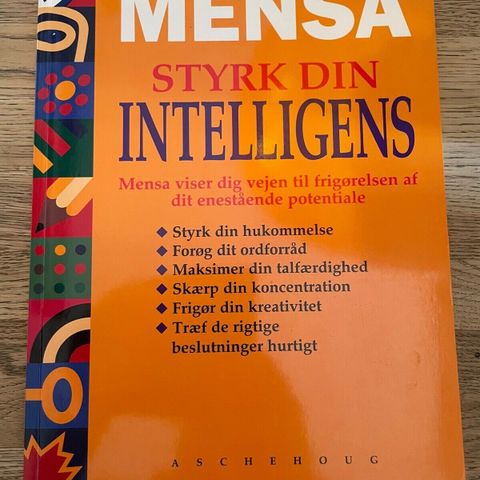 MENSA
STYRK DIN
INTELLIGENS
Mensa viser dig vejen til frigørelsen af
dit enestående potentiale
◆ Styrk din hukommelse
◆ Forøg dit ordforråd
◆ Maksimer din talfærdighed
◆ Skærp din koncentration
◆ Frigør din kreativitet
◆ Træf de rigtige
beslutninger hurtigt
ASCHEHOUG